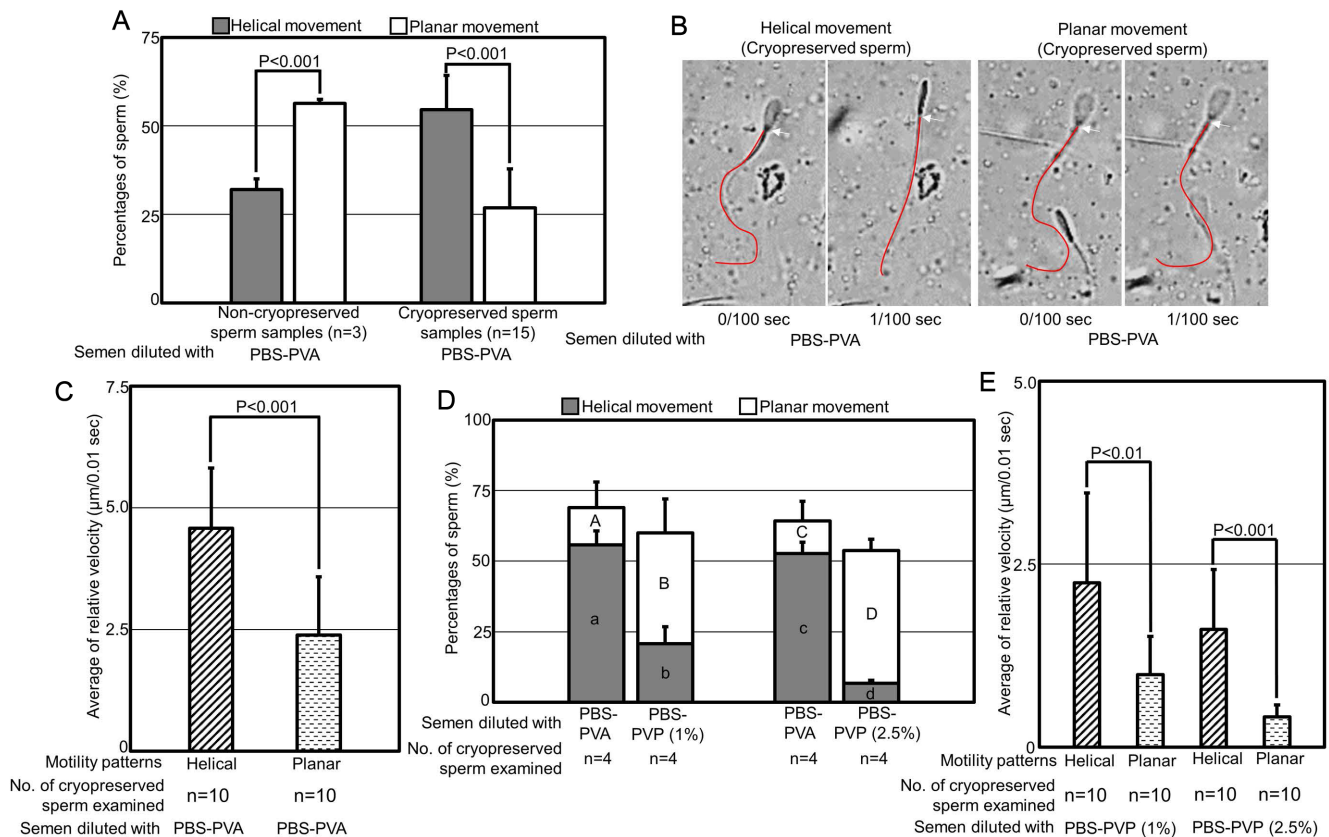 A
Helical movement
Planar movement
75
50
25
0
Percentages of sperm (%)
P<0.001
P<0.001
Non-cryopreserved
sperm samples (n=3)
Cryopreserved sperm
samples (n=15)
Semen diluted with
PBS-PVA
PBS-PVA
B
Helical movement
(Cryopreserved sperm)
Planar movement
(Cryopreserved sperm)
0/100 sec
1/100 sec
0/100 sec
1/100 sec
Semen diluted with
PBS-PVA
PBS-PVA
C
7.5
5.0
2.5
0
Average of relative velocity (µm/0.01 sec)
P<0.001
Motility patterns
Helical
Planar
No. of cryopreserved
sperm examined
n=10
n=10
Semen diluted with
PBS-PVA
PBS-PVA
D
Helical movement
Planar movement
100
75
50
25
0
Percentages of sperm (%)
A
a
B
b
C
c
D
d
Semen diluted with
PBS-
PVA
PBS-
PVP (1%)
PBS-
PVA
PBS-
PVP (2.5%)
No. of cryopreserved
sperm examined
n=4
n=4
n=4
n=4
E
5.0
2.5
0
Average of relative velocity (µm/0.01 sec)
P<0.01
P<0.001
Motility patterns
Helical
Planar
Helical
Planar
No. of cryopreserved
sperm examined
n=10
n=10
n=10
n=10
Semen diluted with
PBS-PVP (1%)
PBS-PVP (2.5%)